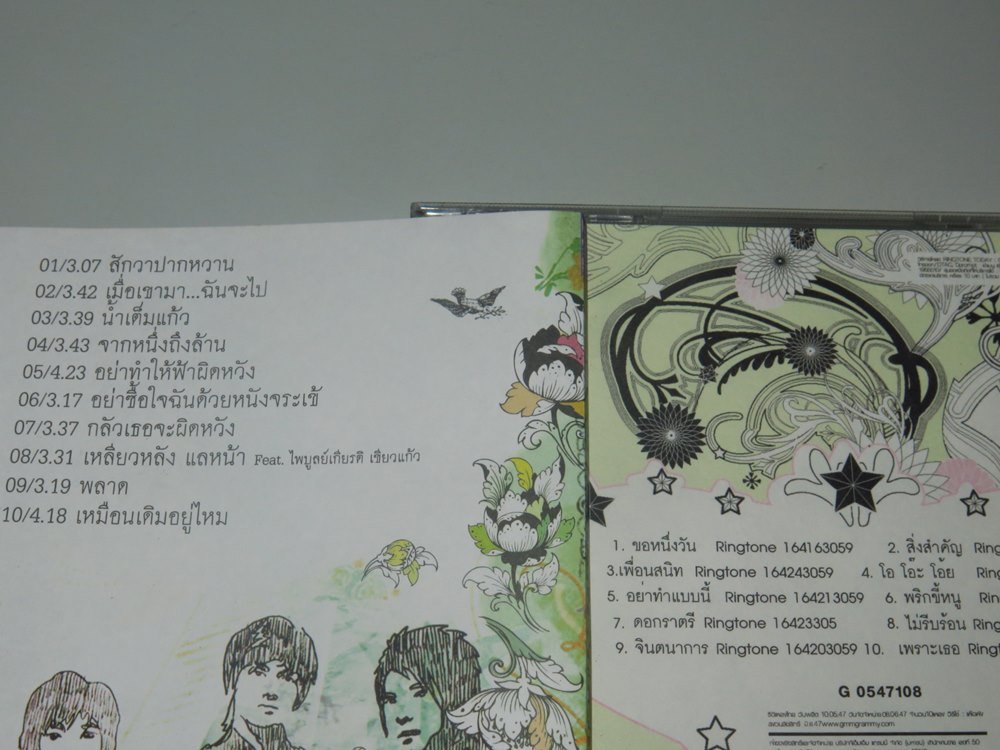 01/3.07 สักวาปากหวาน
02/3.42 เมื่อเขามา...ฉันจะไป
03/3.39 น้ำเต็มแก้ว
04/3.43 จากหนึ่งถึงล้าน
05/4.23 อย่าทำให้ฟ้าผิดหวัง
06/3.17 อย่าซื้อใจฉันด้วยหนังจระเข้
07/3.37 กลัวเธอจะผิดหวัง
08/3.31 เหลียวหลัง แลหน้า Feat. ไพบูลย์เกียรติ เขียวแก้ว
09/3.19 พลาด
10/4.18 เหมือนเดิมอยู่ไหม
RINGTONE TODAY
1. ขอหนึ่งวัน Ringtone 164163059 2. สิ่งสำคัญ
3.เพื่อนสนิท Ringtone 164243059 4. โอ โอ๊ะ โอ้ย
5. อย่าทำแบบนี้ Ringtone 164213059 6. พริกขี้หนู
7. ดอกราตรี Ringtone 16423305 8. ไม่รีบร้อน
9. จินตนาการ Ringtone 164203059 10. เพราะเธอ
G 0547108
www.gmmgrammy.com